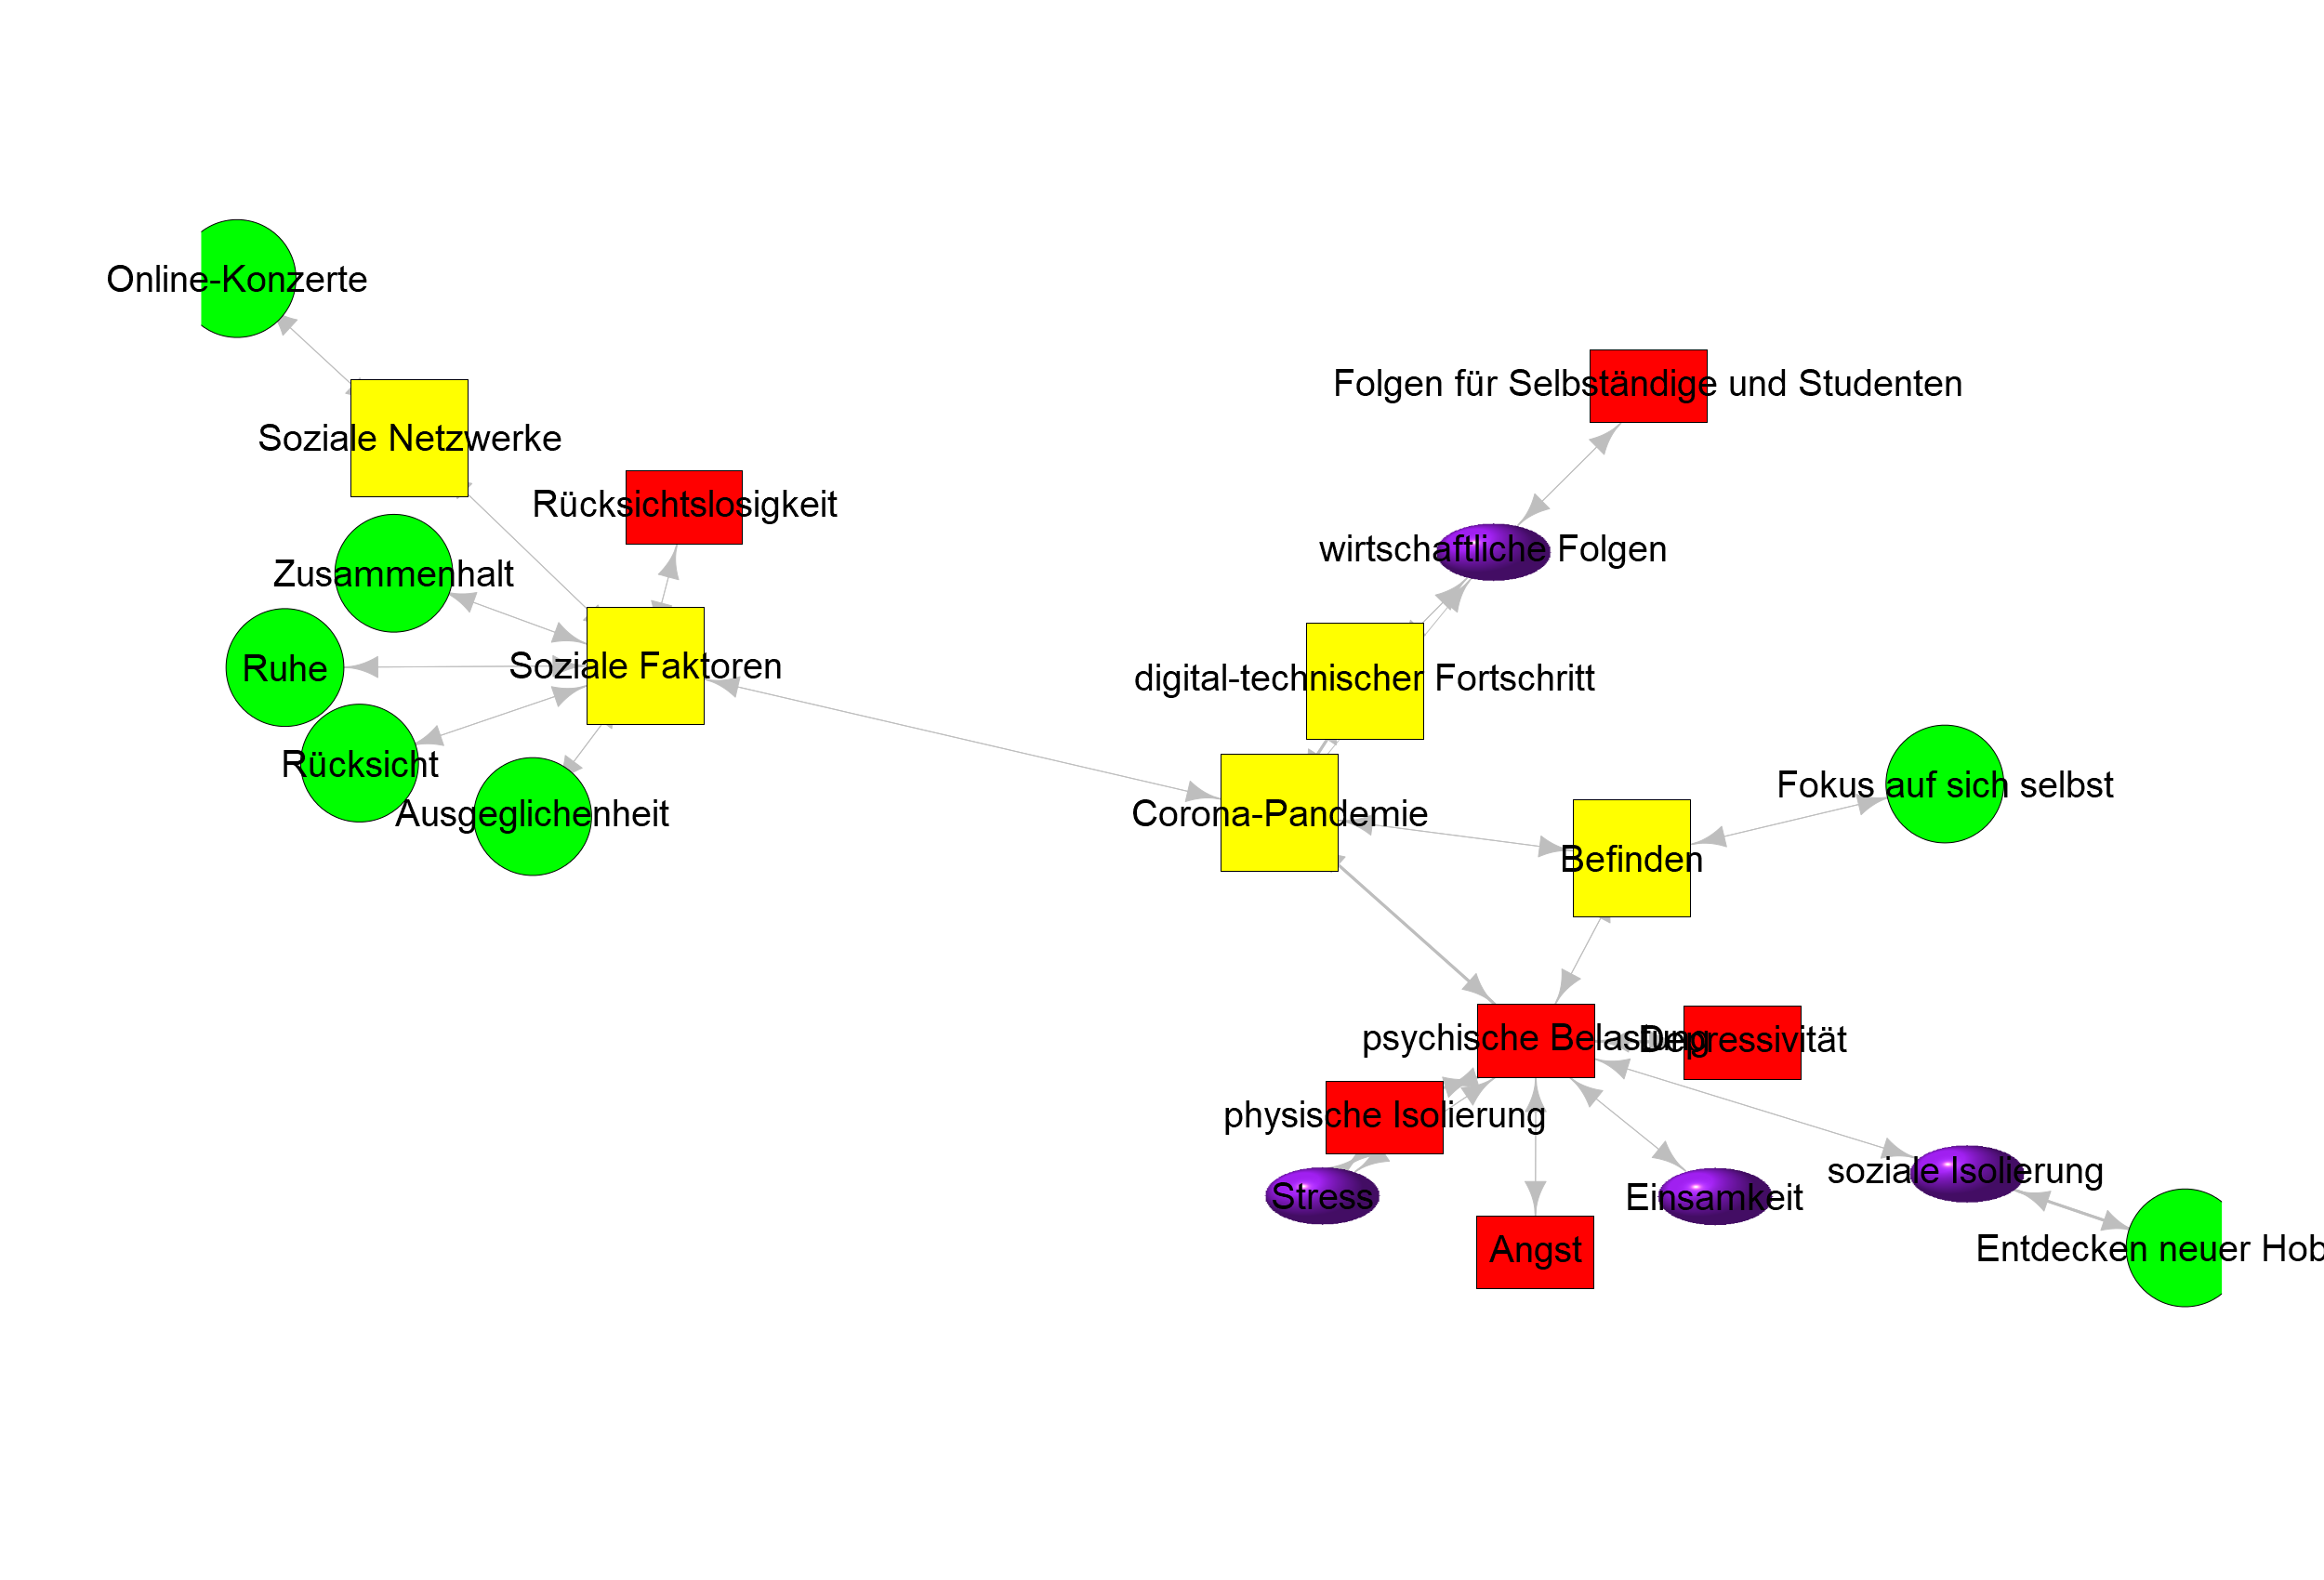 Online-Konzerte
Folgen für Selbständige und Studenten
Soziale Netzwerke
Rücksichtslosigkeit
wirtschaftliche Folgen
Zusammenhalt
Ruhe
Soziale Faktoren
digital-technischer Fortschritt
Rücksicht
Ausgeglichenheit
Corona-Pandemie
Fokus auf sich selbst
Befinden
psychische Belastung
Depressivität
physische Isolierung
soziale Isolierung
Stress
Einsamkeit
Angst
Entdecken neuer Hob